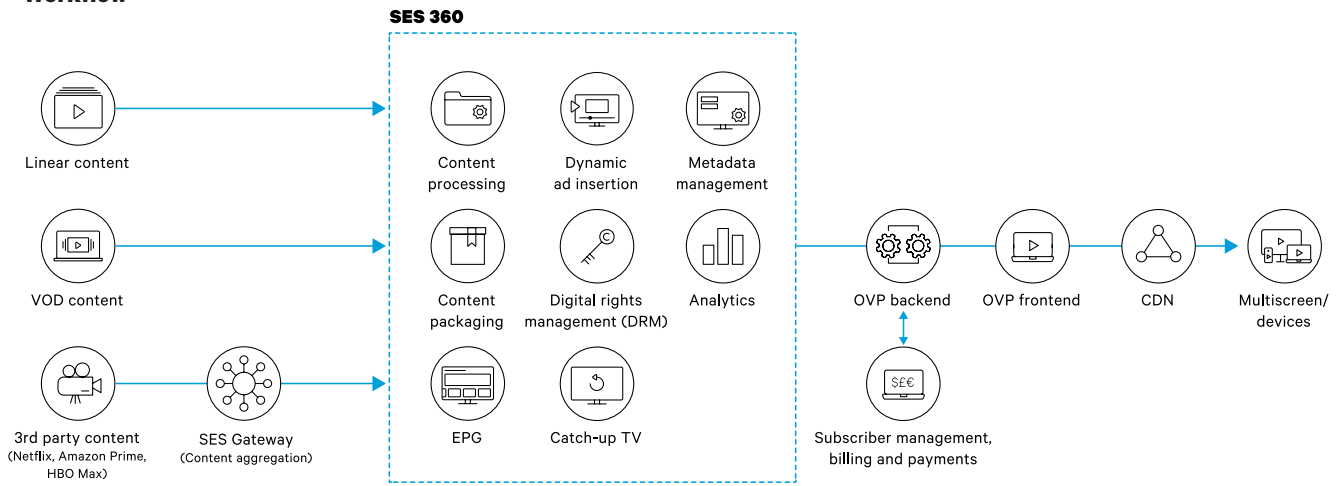 Workflow
SES 360
Linear content
Content
processing
Dynamic
ad insertion
Metadata
management
VOD content
Content
packaging
Digital rights
management (DRM)
Analytics
OVP backend
OVP frontend
CDN
Multiscreen/
devices
3rd party content
(Netflix, Amazon Prime,
HBO Max)
SES Gateway
(Content aggregation)
EPG
Catch-up TV
$£€
Subscriber management,
billing and payments